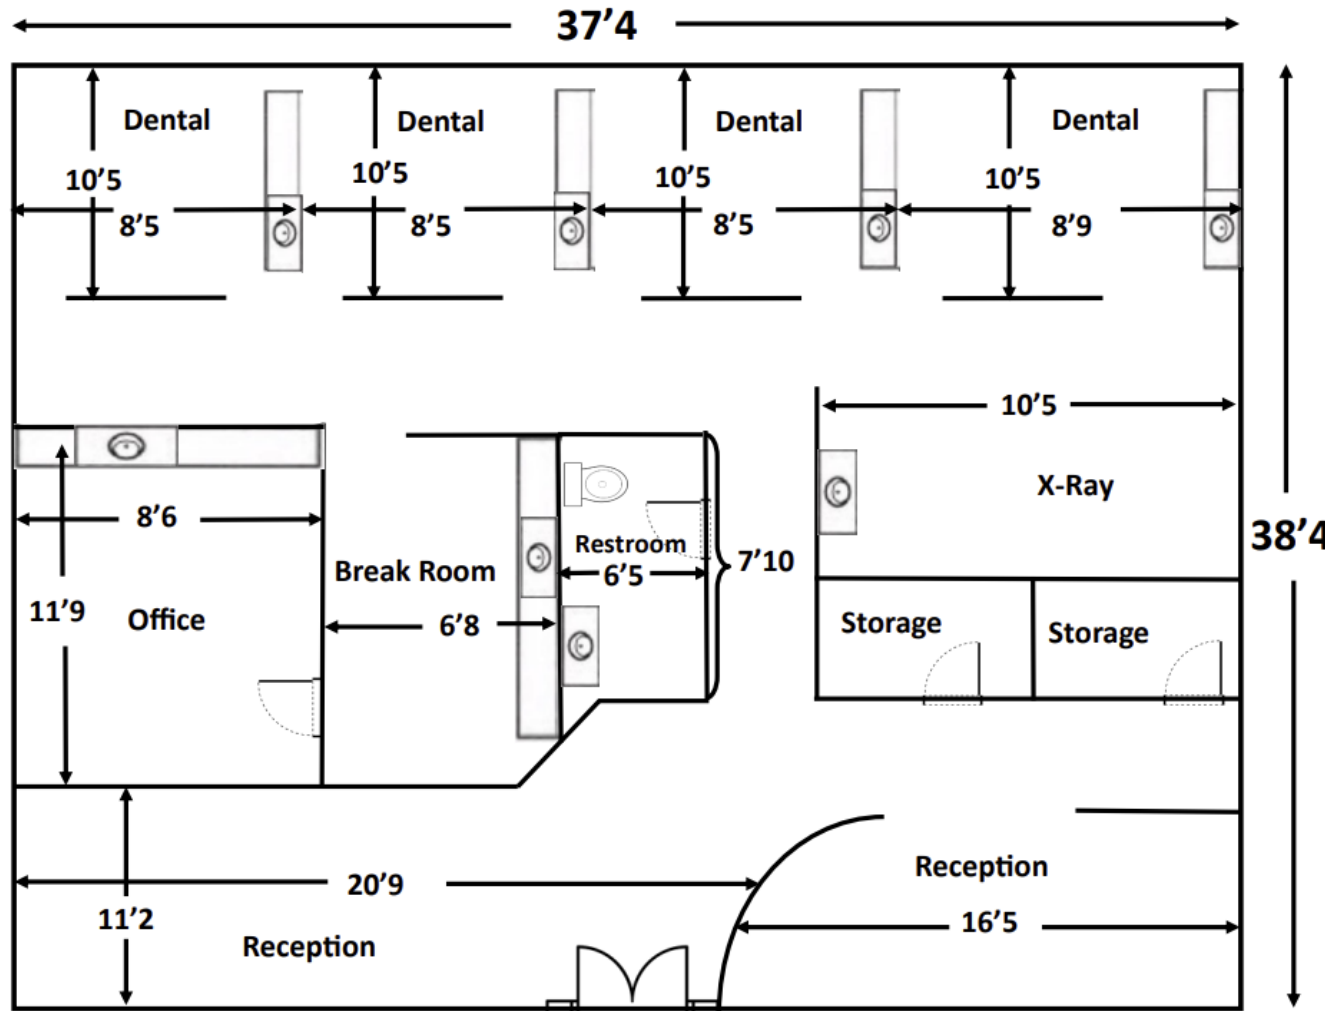 37’4
Dental
Dental
Dental
Dental
10’5
10’5
10’5
10’5
8’5
8’5
8’5
8’9
10’5
8’6
X-Ray
38’4
Restroom
7’10
Break Room
6’5
11’9
Office
6’8
Storage
Storage
Reception
20’9
11’2
16’5
Reception